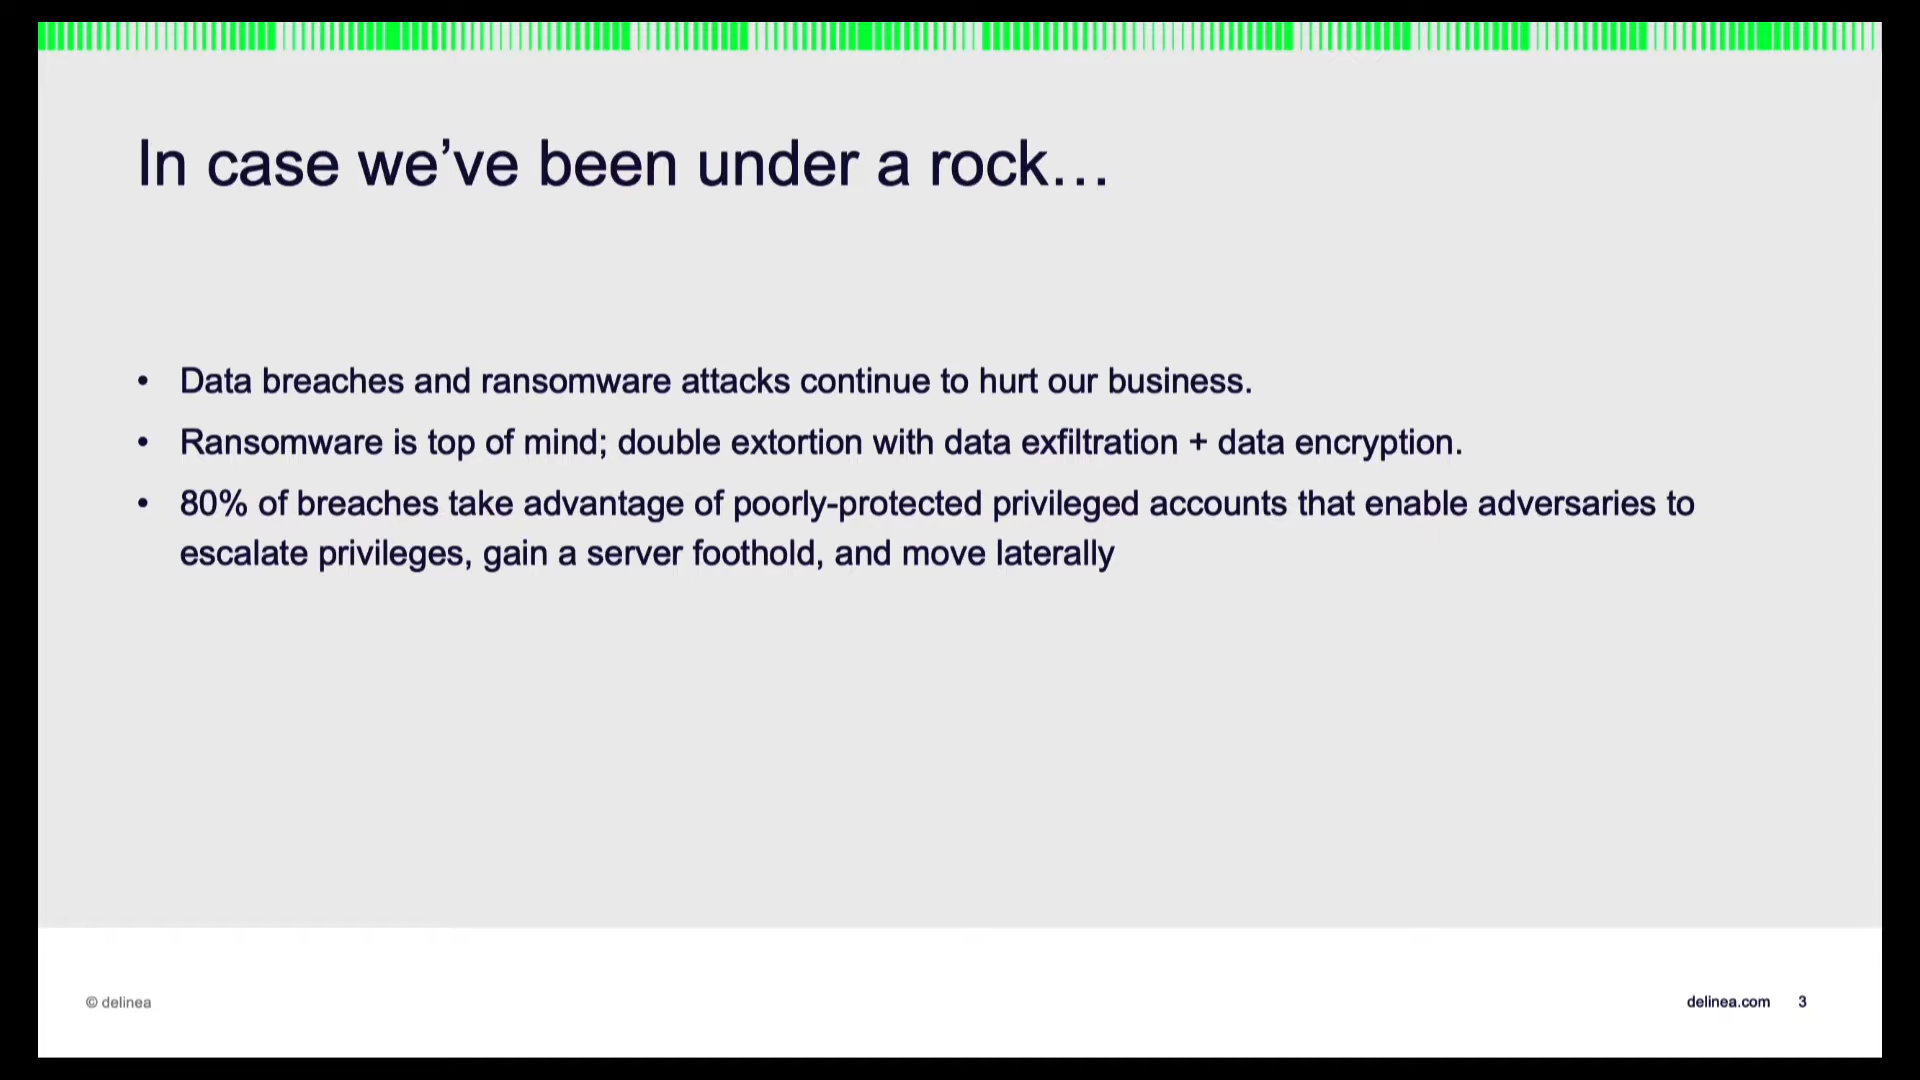 In case we’ve been under a rock…
• Data breaches and ransomware attacks continue to hurt our business.
• Ransomware is top of mind; double extortion with data exfiltration + data encryption.
• 80% of breaches take advantage of poorly-protected privileged accounts that enable adversaries to
escalate privileges, gain a server foothold, and move laterally
© delinea
delinea.com 3